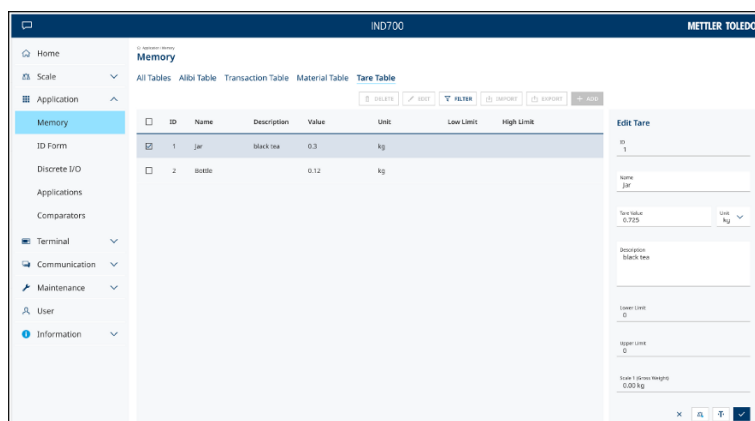 IND700
METTLER TOLEDO
Home
Scale
Application
Memory
ID Form
Discrete I/O
Applications
Comparators
Terminal
Communication
Maintenance
User
Information
Memory
All Tables Alibi Table Transaction Table Material Table Tare Table
DELETE EDIT FILTER IMPORT EXPORT + ADD
ID Name Description Value Unit Low Limit High Limit
1 Jar black tea 0.3 kg
2 Bottle 0.12 kg
Edit Tare
ID
1
Name
Jar
Tare Value Unit
0.725 kg
Description
black tea
Lower Limit
0
Upper Limit
0
Scale 1 (Gross Weight)
0.00 kg